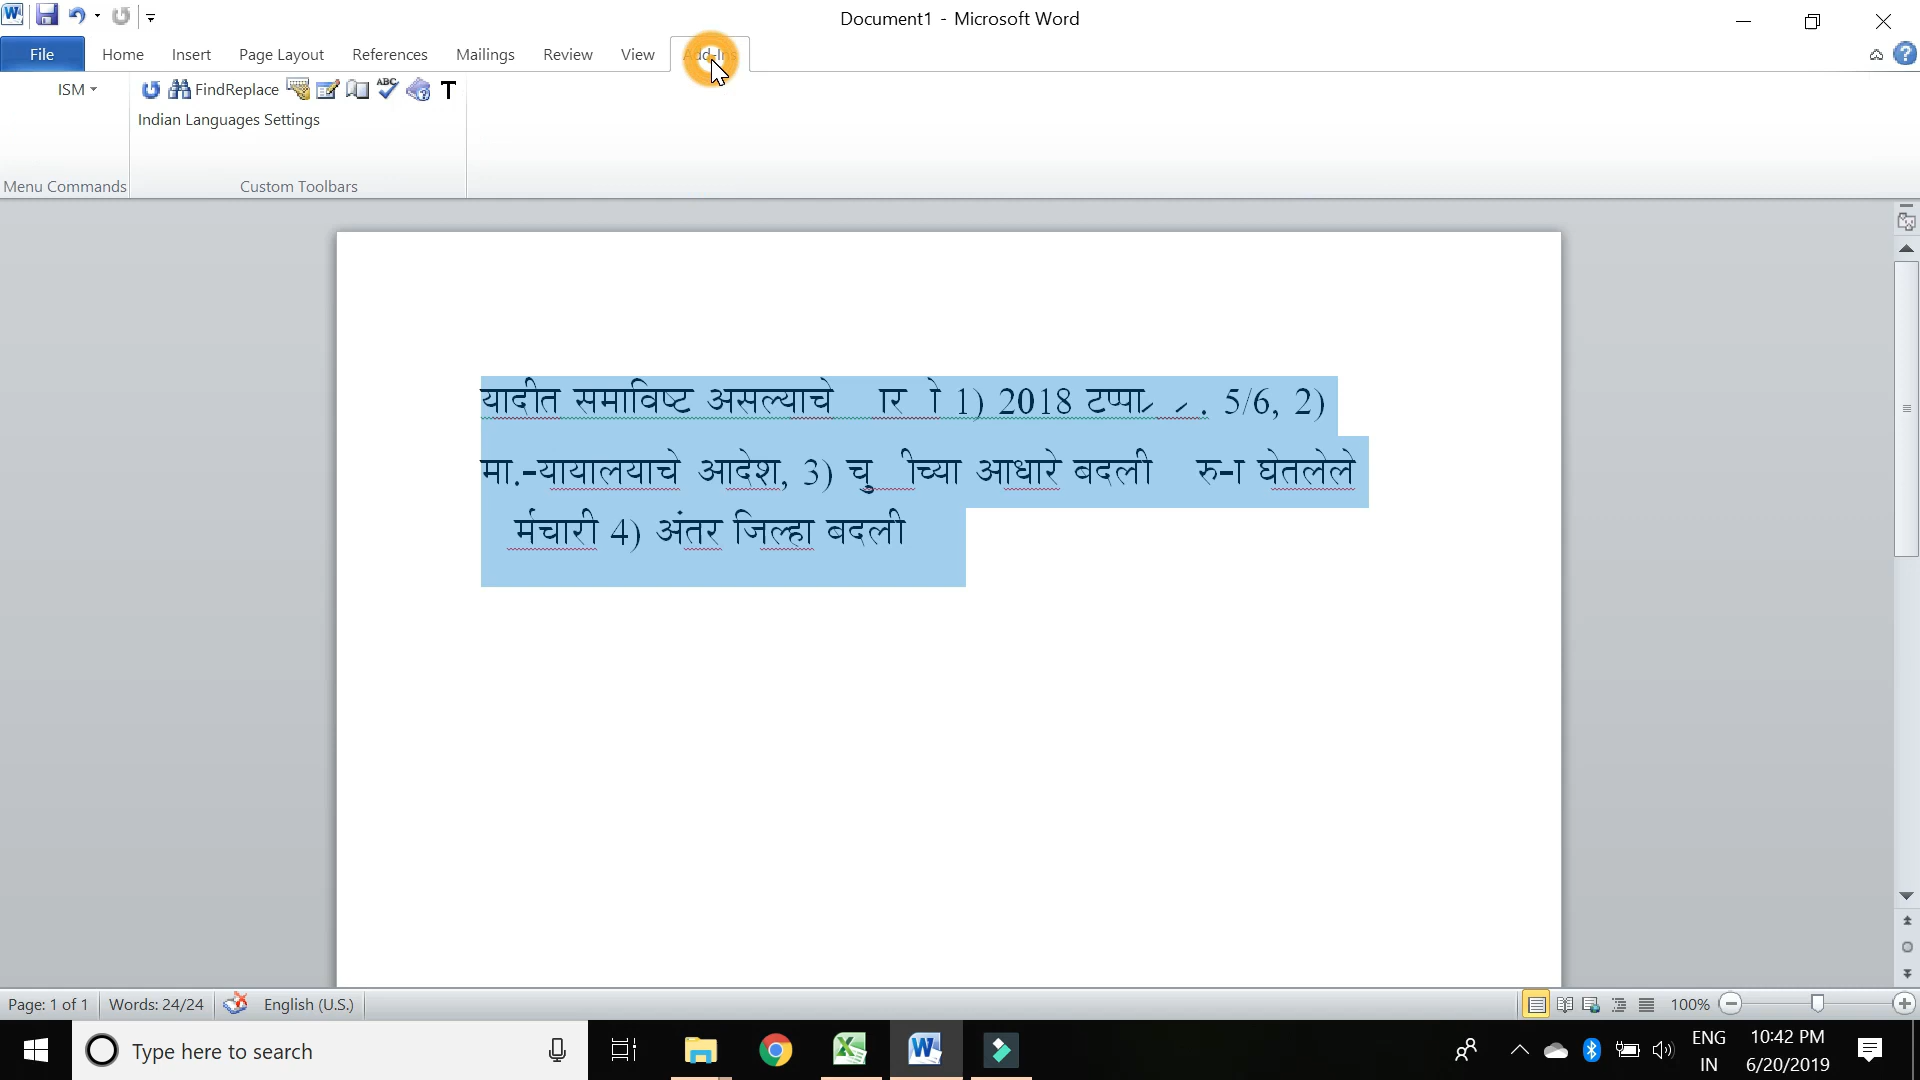 Document1 - Microsoft Word
File Home Insert Page Layout References Mailings Review View Add-Ins
ISM FindReplace ABC T
Indian Languages Settings
Menu Commands Custom Toolbars
यादीत समाविष्ट असल्याचे 1) 2018 टप्पा . 5/6, 2)
मा.-यायालयाचे आदेश, 3) आधारे बदली रु-ा घेतलेले
र्मचारी 4) अंतर जिल्हा बदली
Page: 1 of 1 Words: 24/24 English (U.S.) 100%
Type here to search
ENG 10:42 PM
IN 6/20/2019